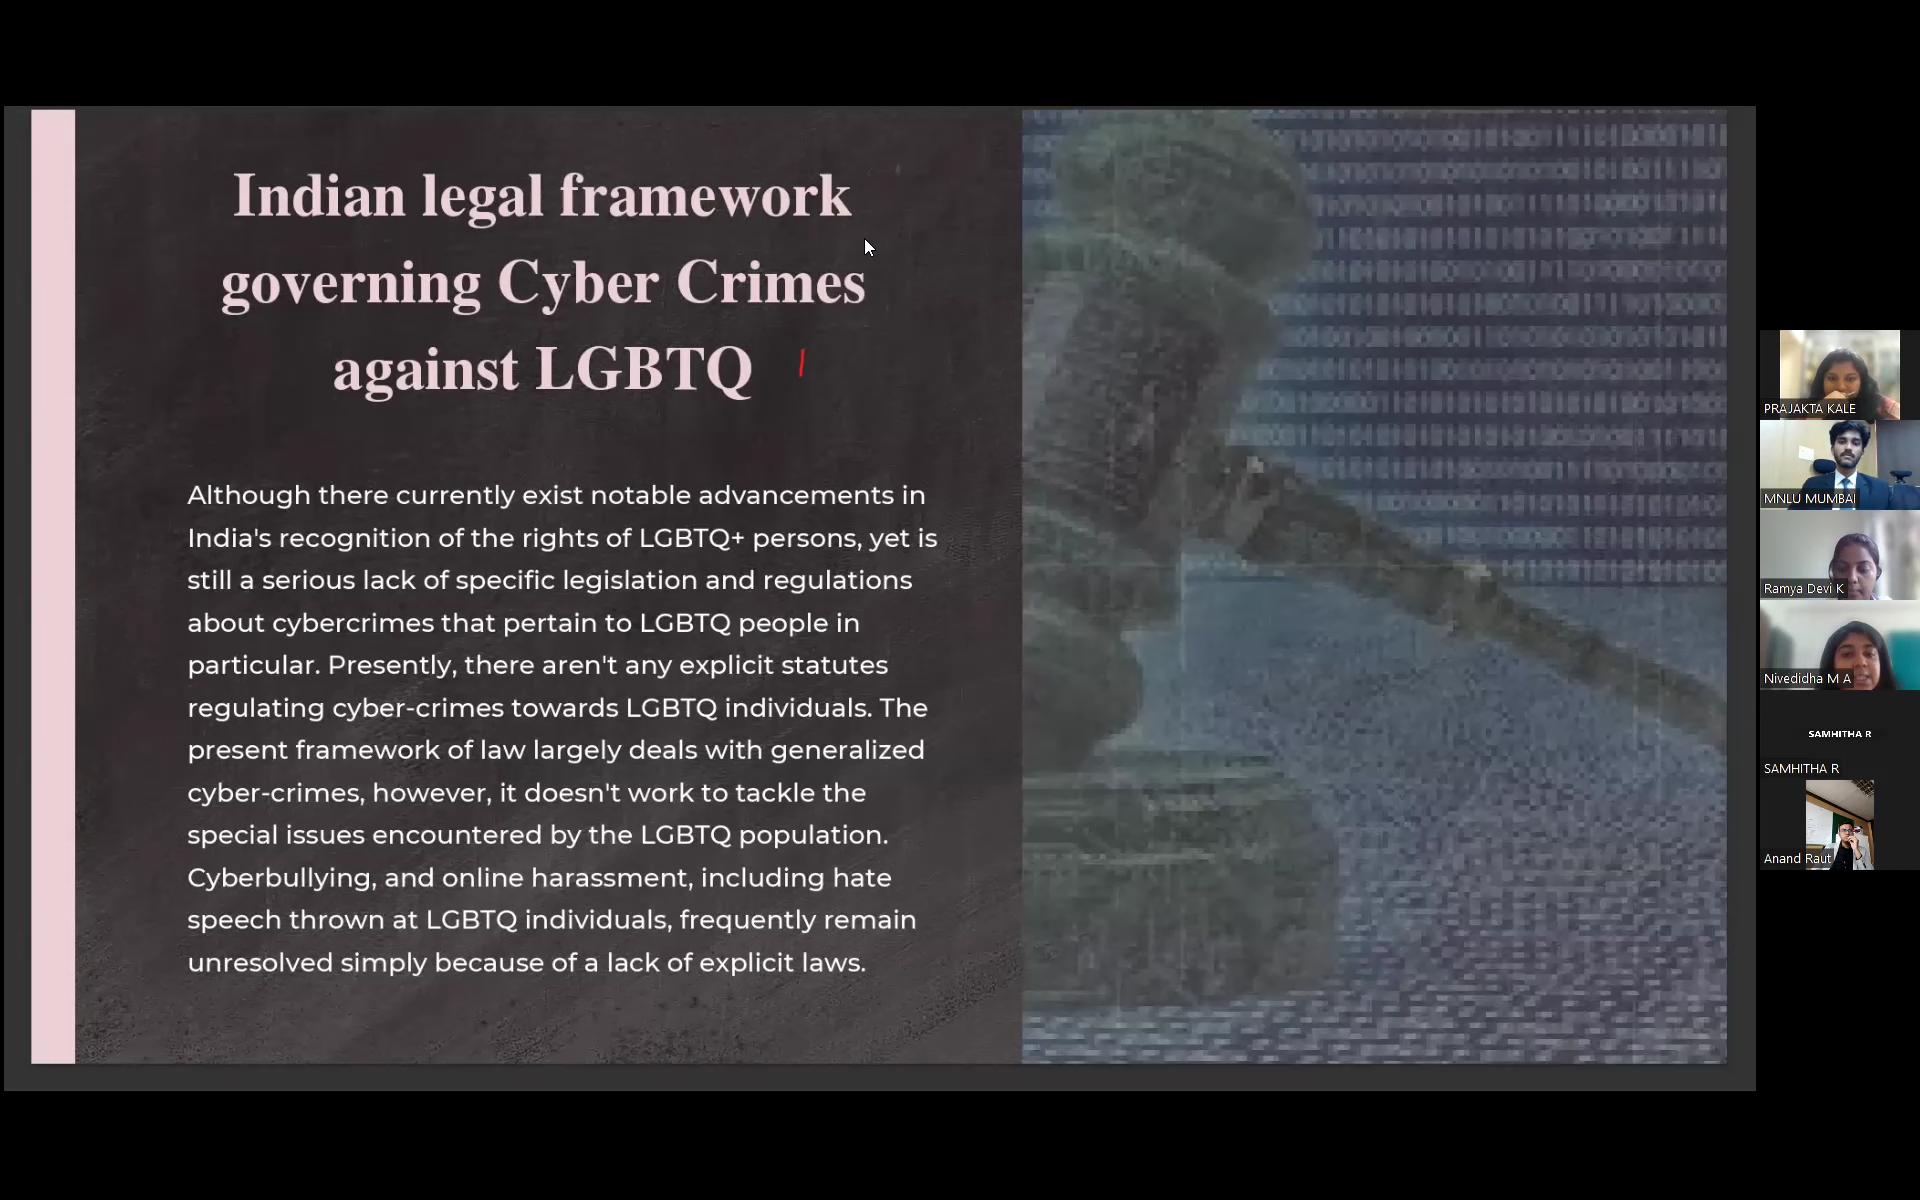 Indian legal framework
governing Cyber Crimes
against LGBTQ
Although there currently exist notable advancements in
India's recognition of the rights of LGBTQ+ persons, yet is
still a serious lack of specific legislation and regulations
about cybercrimes that pertain to LGBTQ people in
particular. Presently, there aren't any explicit statutes
regulating cyber-crimes towards LGBTQ individuals. The
present framework of law largely deals with generalized
cyber-crimes, however, it doesn't work to tackle the
special issues encountered by the LGBTQ population.
Cyberbullying, and online harassment, including hate
speech thrown at LGBTQ individuals, frequently remain
unresolved simply because of a lack of explicit laws.
PRAJAKTA KALE
MNLU MUMBAI
Ramya Devi K
Nivedidha M A
SAMHITHA R
SAMHITHA R
Anand Raut